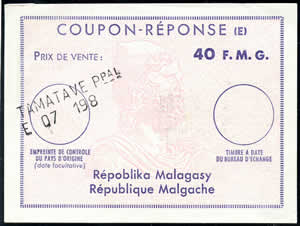 COUPON-RÉPONSE (E)
PRIX DE VENTE : 40 F.M.G.
TAMATAVE PPAL
E 07 198
EMPREINTE DE CONTROLE
DU PAYS D'ORIGINE
(date facultative)
TIMBRE A DATE
DU BUREAU D'ÉCHANGE
Répoblika Malagasy
République Malgache